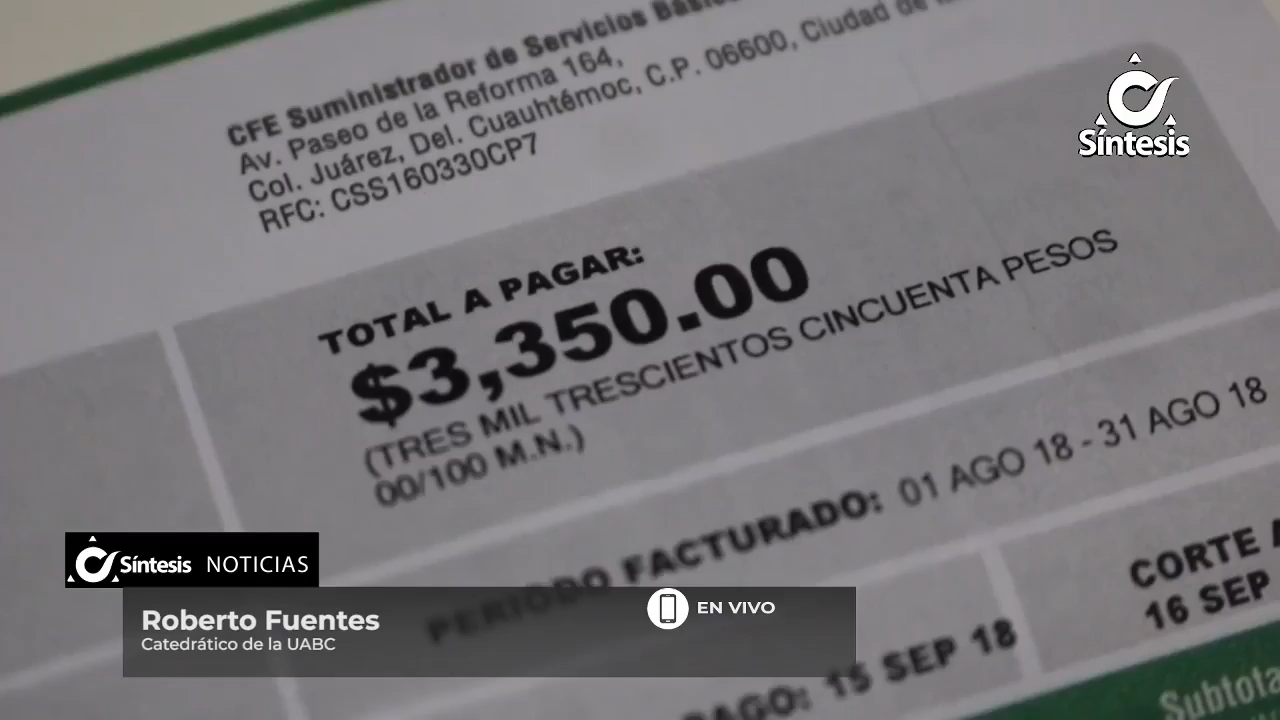 CFE Suministrador de Servicios
Av. Paseo de la Reforma 164,
Col. Juárez, Del. Cuauhtémoc, C.P. 06600, Ciudad de
RFC: CSS160330CP7
Síntesis
TOTAL A PAGAR:
$3,350.00
(TRES MIL TRESCIENTOS CINCUENTA PESOS
00/100 M.N.)
PERIODO FACTURADO: 01 AGO 18 - 31 AGO 18
CORTE A
16 SEP
15 SEP 18
Síntesis NOTICIAS
Roberto Fuentes
Catedrático de la UABC
EN VIVO